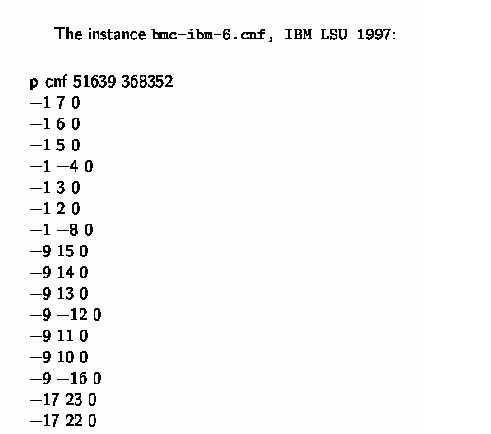 The instance bmc-ibm-6.cnf, IBM LSU 1997:
p cnf 51639 368352
−1 7 0
−1 6 0
−1 5 0
−1 −4 0
−1 3 0
−1 2 0
−1 −8 0
−9 15 0
−9 14 0
−9 13 0
−9 −12 0
−9 11 0
−9 10 0
−9 −16 0
−17 23 0
−17 22 0